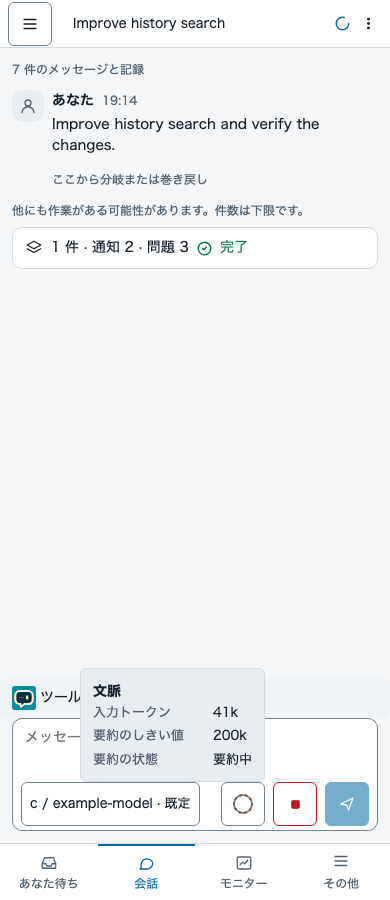 Improve history search
7 件のメッセージと記録
あなた 19:14
Improve history search and verify the
changes.
ここから分岐または巻き戻し
他にも作業がある可能性があります。件数は下限です。
1 件 · 通知 2 · 問題 3 完了
ツール
文脈
入力トークン 41k
要約のしきい値 200k
要約の状態 要約中
メッセー
c / example-model · 既定
あなた待ち
会話
モニター
その他